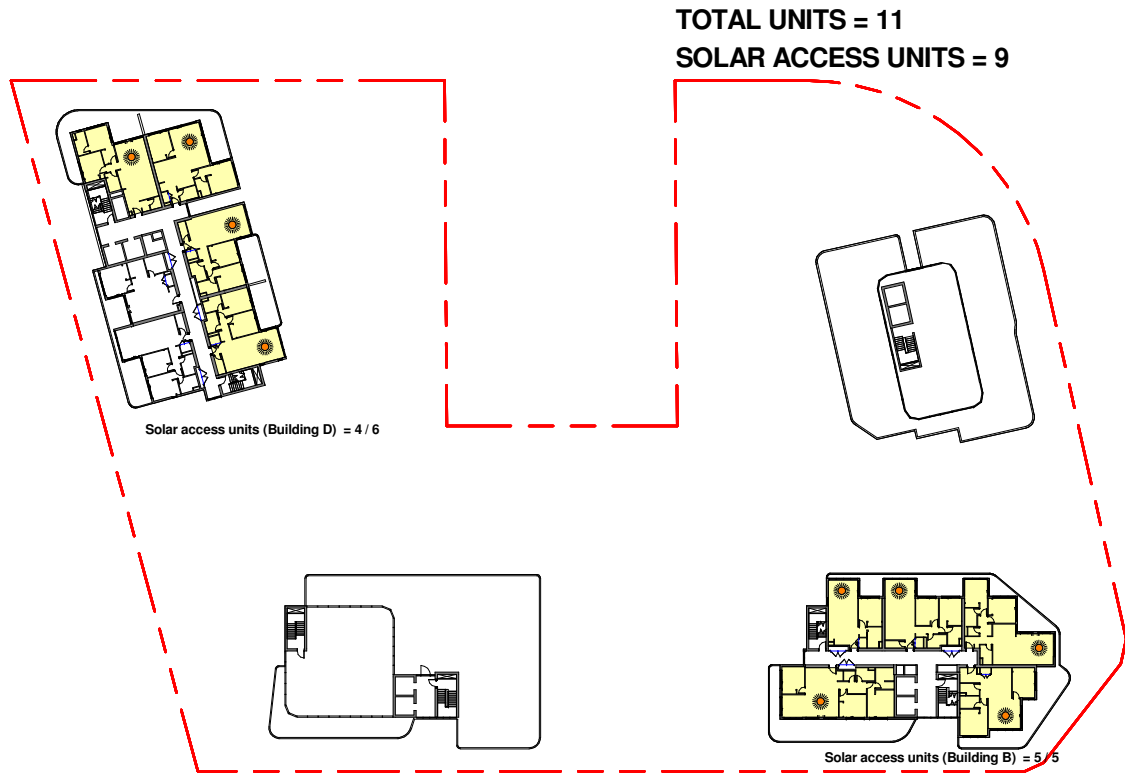 TOTAL UNITS = 11
SOLAR ACCESS UNITS = 9
Solar access units (Building D) = 4 / 6
Solar access units (Building B) = 5 / 5